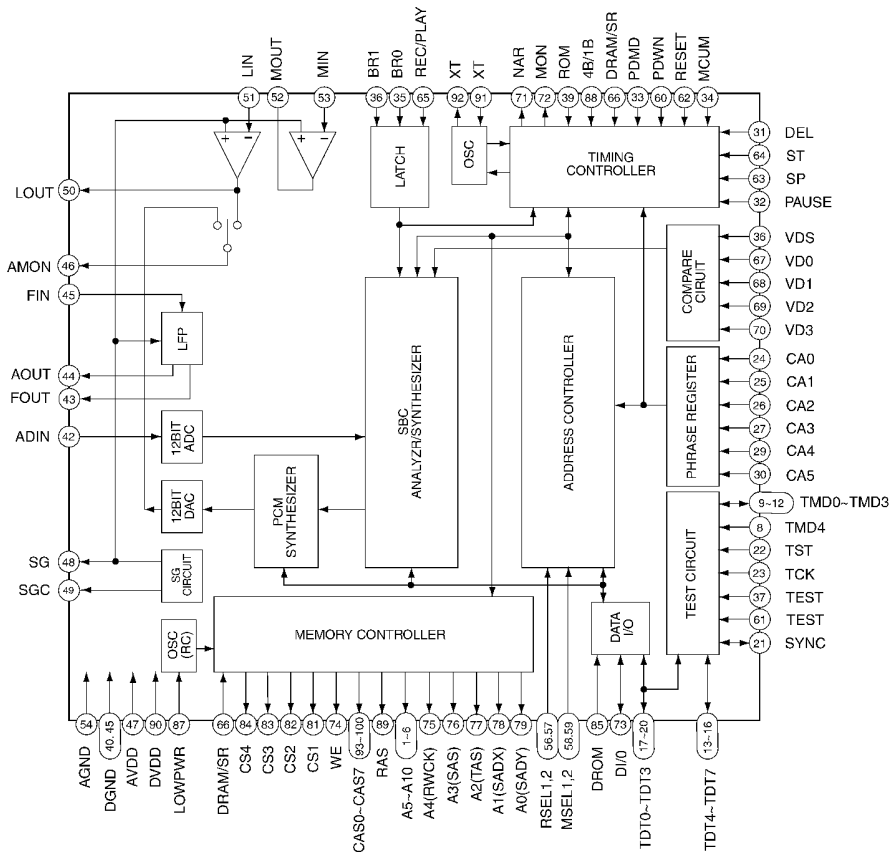 LIN
MOUT
MIN
BR1
BR0
REC/PLAY
XT
XT
NAR
MON
ROM
4B/1B
DRAM/SR
PDMD
PDWN
RESET
MCUM
51
52
53
36
35
65
92
91
71
72
39
88
66
33
60
62
34
+
−
+
−
LATCH
OSC
TIMING
CONTROLLER
31 DEL
64 ST
63 SP
32 PAUSE
LOUT 50
AMON 46
FIN 45
LFP
AOUT 44
FOUT 43
ADIN 42
12BIT
ADC
12BIT
DAC
PCM
SYNTHESIZER
SBC
ANALYZR/SYNTHESIZER
ADDRESS CONTROLLER
COMPARE
CIRUIT
36 VDS
67 VD0
68 VD1
69 VD2
70 VD3
PHRASE REGISTER
24 CA0
25 CA1
26 CA2
27 CA3
29 CA4
30 CA5
TEST CIRCUIT
9~12 TMD0~TMD3
8 TMD4
22 TST
23 TCK
37 TEST
61 TEST
21 SYNC
SG 48
SGC 49
SG
CIRCUIT
OSC
(RC)
MEMORY CONTROLLER
DATA
I/O
54
40. 45
47
90
87
66
84
83
82
81
74
93~100
89
1~6
75
76
77
78
79
56.57
58.59
85
73
17~20
13~16
AGND
DGND
AVDD
DVDD
LOWPWR
DRAM/SR
CS4
CS3
CS2
CS1
WE
CAS0~CAS7
RAS
A5~A10
A4(RWCK)
A3(SAS)
A2(TAS)
A1(SADX)
A0(SADY)
RSEL1,2
MSEL1,2
DROM
DI/0
TDT0~TDT3
TDT4~TDT7